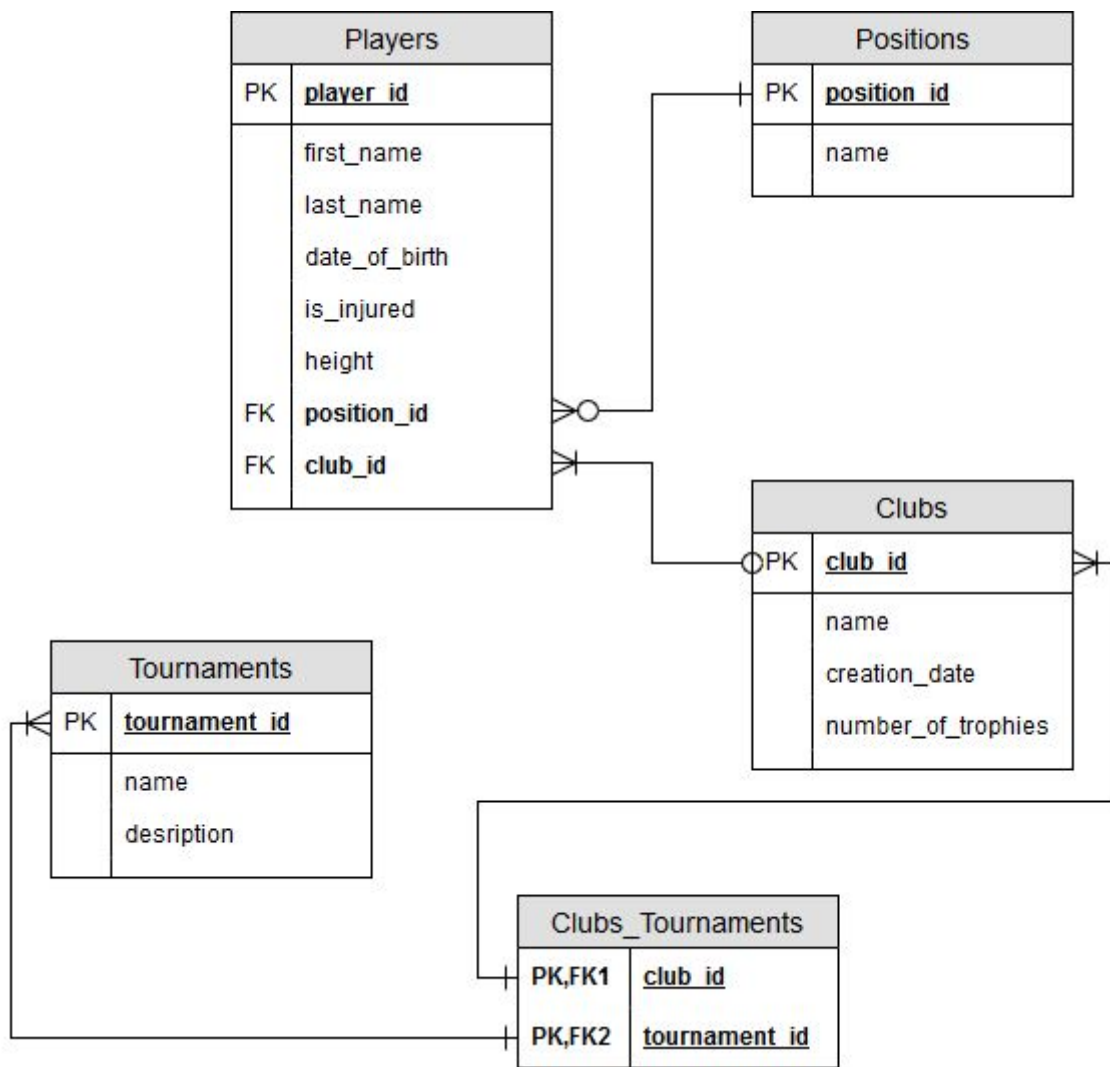 Players
PK player_id
first_name
last_name
date_of_birth
is_injured
height
FK position_id
FK club_id
Positions
PK position_id
name
Clubs
PK club_id
name
creation_date
number_of_trophies
Tournaments
PK tournament_id
name
desription
Clubs_Tournaments
PK,FK1 club_id
PK,FK2 tournament_id